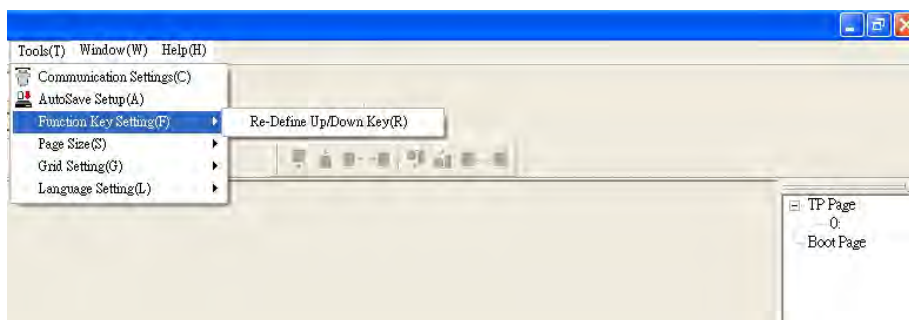 Tools(T) Window(W) Help(H)
Communication Settings(C)
AutoSave Setup(A)
Function Key Setting(F)
Re-Define Up/Down Key(R)
Page Size(S)
Grid Setting(G)
Language Setting(L)
TP Page
0:
Boot Page